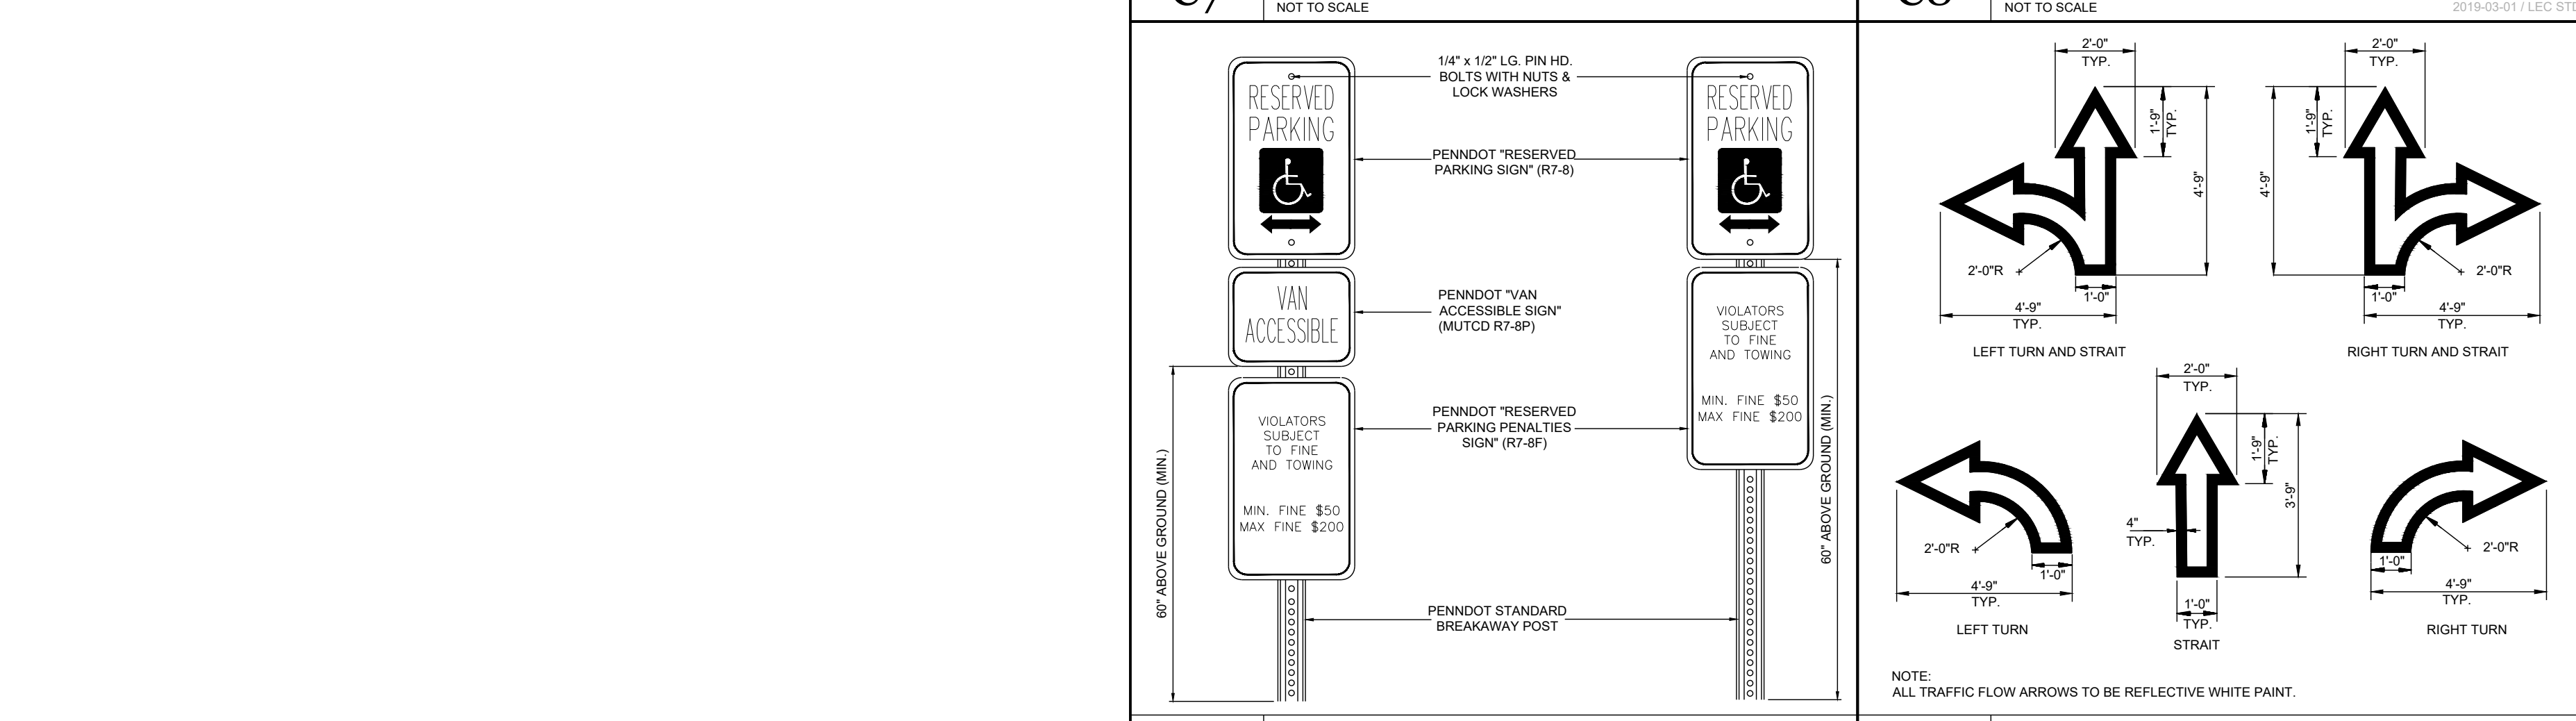 NOT TO SCALE
NOT TO SCALE
2019-03-01 / LEC STD
RESERVED
PARKING
VAN
ACCESSIBLE
VIOLATORS
SUBJECT
TO FINE
AND TOWING
MIN. FINE $50
MAX FINE $200
60" ABOVE GROUND (MIN.)
1/4" x 1/2" LG. PIN HD.
BOLTS WITH NUTS &
LOCK WASHERS
PENNDOT "RESERVED
PARKING SIGN" (R7-8)
PENNDOT "VAN
ACCESSIBLE SIGN"
(MUTCD R7-8P)
PENNDOT "RESERVED
PARKING PENALTIES
SIGN" (R7-8F)
PENNDOT STANDARD
BREAKAWAY POST
RESERVED
PARKING
VIOLATORS
SUBJECT
TO FINE
AND TOWING
MIN. FINE $50
MAX FINE $200
60" ABOVE GROUND (MIN.)
2'-0"
TYP.
1'-9"
TYP.
4'-9"
2'-0"R
1'-0"
4'-9"
TYP.
LEFT TURN AND STRAIT
2'-0"
TYP.
1'-9"
TYP.
4'-9"
2'-0"R
1'-0"
4'-9"
TYP.
RIGHT TURN AND STRAIT
2'-0"R
1'-0"
4'-9"
TYP.
LEFT TURN
2'-0"
TYP.
1'-9"
TYP.
3'-9"
4"
TYP.
1'-0"
TYP.
STRAIT
2'-0"R
1'-0"
4'-9"
TYP.
RIGHT TURN
NOTE:
ALL TRAFFIC FLOW ARROWS TO BE REFLECTIVE WHITE PAINT.